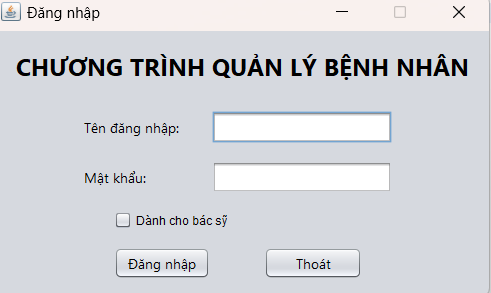 Đăng nhập
CHƯƠNG TRÌNH QUẢN LÝ BỆNH NHÂN
Tên đăng nhập:
Mật khẩu:
Dành cho bác sỹ
Đăng nhập Thoát